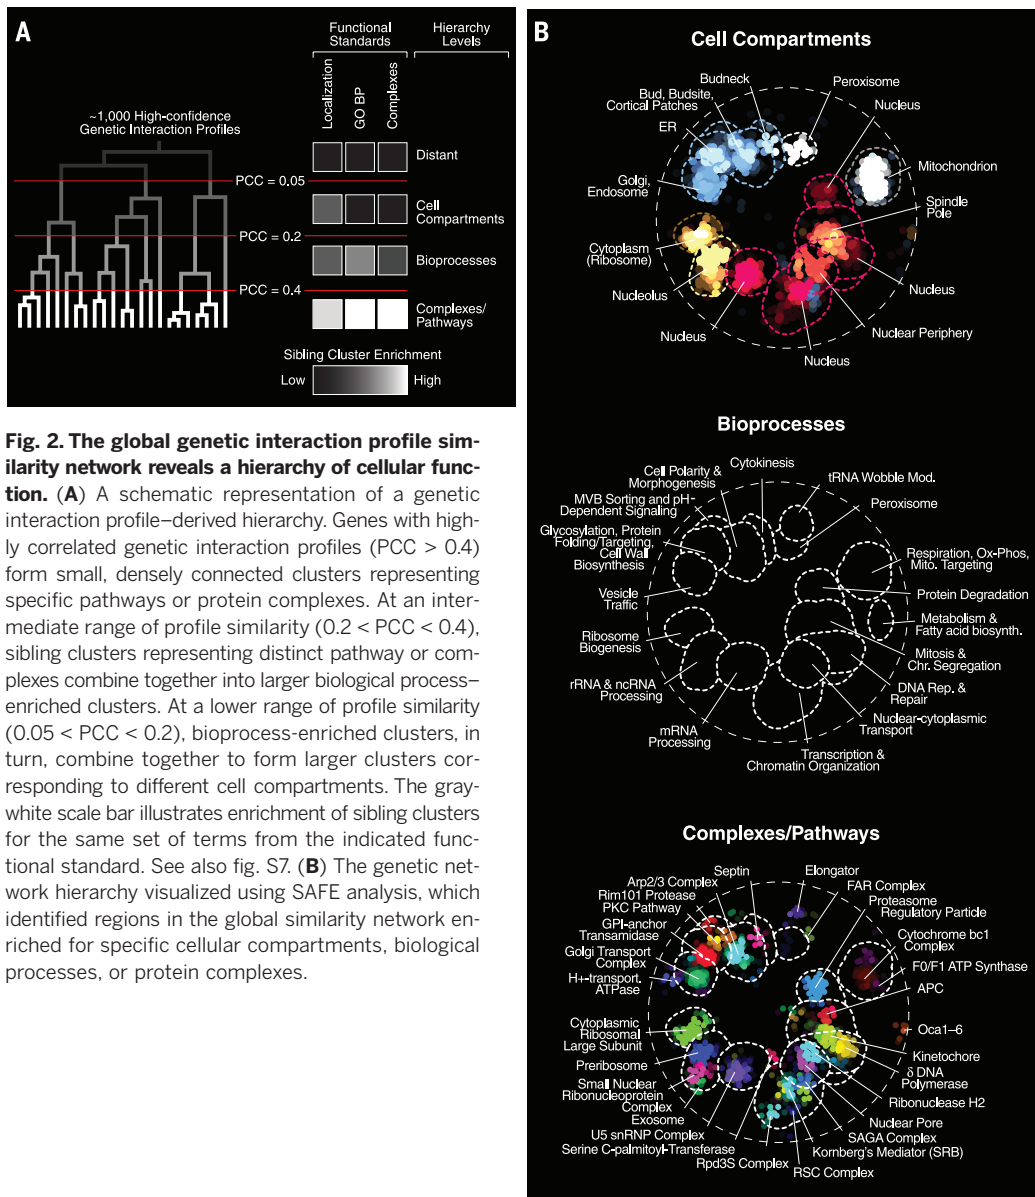 A
Functional
Standards
Hierarchy
Levels
Localization
GO BP
Complexes
~1,000 High-confidence
Genetic Interaction Profiles
Distant
PCC = 0.05
Cell
Compartments
PCC = 0.2
Bioprocesses
PCC = 0.4
Complexes/
Pathways
Sibling Cluster Enrichment
Low
High
Fig. 2. The global genetic interaction profile sim-
ilarity network reveals a hierarchy of cellular func-
tion. (A) A schematic representation of a genetic
interaction profile–derived hierarchy. Genes with high-
ly correlated genetic interaction profiles (PCC > 0.4)
form small, densely connected clusters representing
specific pathways or protein complexes. At an inter-
mediate range of profile similarity (0.2 < PCC < 0.4),
sibling clusters representing distinct pathway or com-
plexes combine together into larger biological process–
enriched clusters. At a lower range of profile similarity
(0.05 < PCC < 0.2), bioprocess-enriched clusters, in
turn, combine together to form larger clusters cor-
responding to different cell compartments. The gray-
white scale bar illustrates enrichment of sibling clusters
for the same set of terms from the indicated func-
tional standard. See also fig. S7. (B) The genetic net-
work hierarchy visualized using SAFE analysis, which
identified regions in the global similarity network en-
riched for specific cellular compartments, biological
processes, or protein complexes.
B
Cell Compartments
Budneck
Bud, Budsite,
Cortical Patches
ER
Golgi,
Endosome
Cytoplasm
(Ribosome)
Nucleolus
Nucleus
Peroxisome
Nucleus
Mitochondrion
Spindle
Pole
Nucleus
Nuclear Periphery
Nucleus
Bioprocesses
Cytokinesis
Cell Polarity &
Morphogenesis
MVB Sorting and pH-
Dependent Signaling
Glycosylation, Protein
Folding/Targeting,
Cell Wall
Biosynthesis
Vesicle
Traffic
Ribosome
Biogenesis
rRNA & ncRNA
Processing
mRNA
Processing
tRNA Wobble Mod.
Peroxisome
Respiration, Ox-Phos,
Mito. Targeting
Protein Degradation
Metabolism &
Fatty acid biosynth.
Mitosis &
Chr. Segregation
DNA Rep. &
Repair
Nuclear-cytoplasmic
Transport
Transcription &
Chromatin Organization
Complexes/Pathways
Septin
Arp2/3 Complex
Rim101 Protease
PKC Pathway
GPI-anchor
Transamidase
Golgi Transport
Complex
H+-transport.
ATPase
Cytoplasmic
Ribosomal
Large Subunit
Preribosome
Small Nuclear
Ribonucleoprotein
Complex
Exosome
U5 snRNP Complex
Serine C-palmitoyl-Transferase
Rpd3S Complex
Elongator
FAR Complex
Proteasome
Regulatory Particle
Cytochrome bc1
Complex
F0/F1 ATP Synthase
APC
Oca1–6
Kinetochore
δ DNA
Polymerase
Ribonuclease H2
Nuclear Pore
SAGA Complex
Kornberg's Mediator (SRB)
RSC Complex